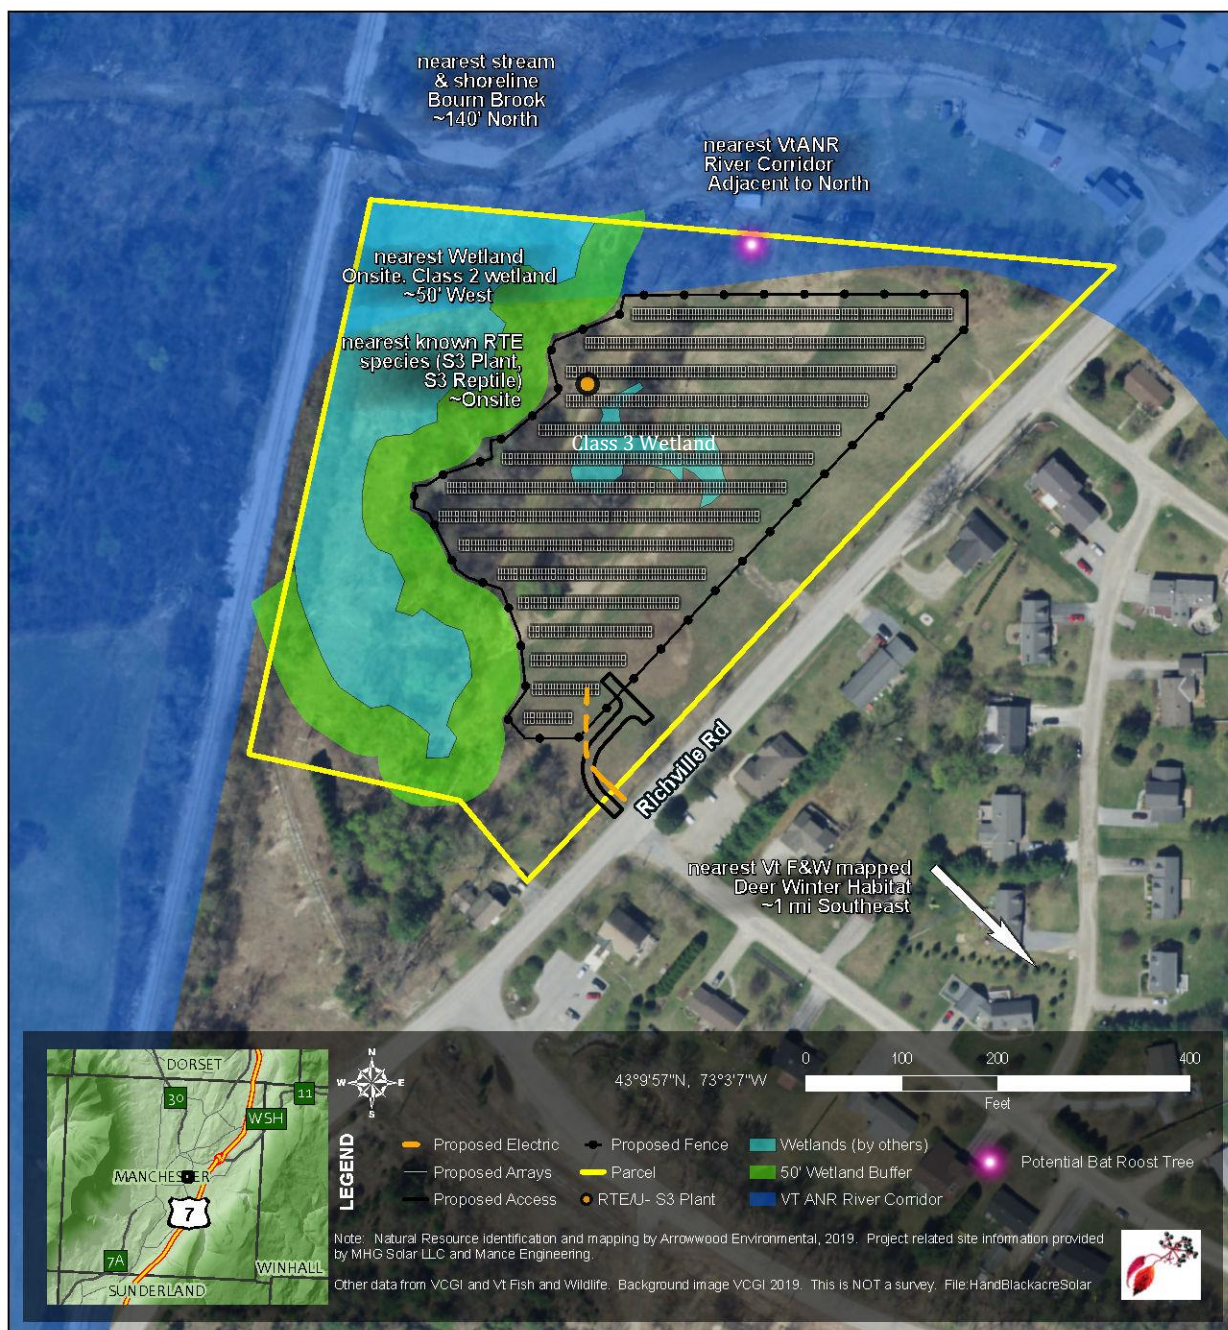 nearest stream
& shoreline
Bourn Brook
~140' North
nearest VtANR
River Corridor
Adjacent to North
nearest Wetland
Onsite. Class 2 wetland
~50' West
nearest known RTE
species (S3 Plant,
S3 Reptile)
~Onsite
Class 3 Wetland
Richville Rd
nearest Vt F&W mapped
Deer Winter Habitat
~1 mi Southeast
DORSET
30
11
WSH
MANCHESTER
7
7A
WINHALL
SUNDERLAND
N
W E
S
43°9'57"N, 73°3'7"W
0 100 200 400
Feet
LEGEND
Proposed Electric
Proposed Arrays
Proposed Access
Proposed Fence
Parcel
RTE/U- S3 Plant
Wetlands (by others)
50' Wetland Buffer
VT ANR River Corridor
Potential Bat Roost Tree
Note: Natural Resource identification and mapping by Arrowwood Environmental, 2019. Project related site information provided
by MHG Solar LLC and Mance Engineering.
Other data from VCGI and Vt Fish and Wildlife. Background image VCGI 2019. This is NOT a survey. File:HandBlackacreSolar